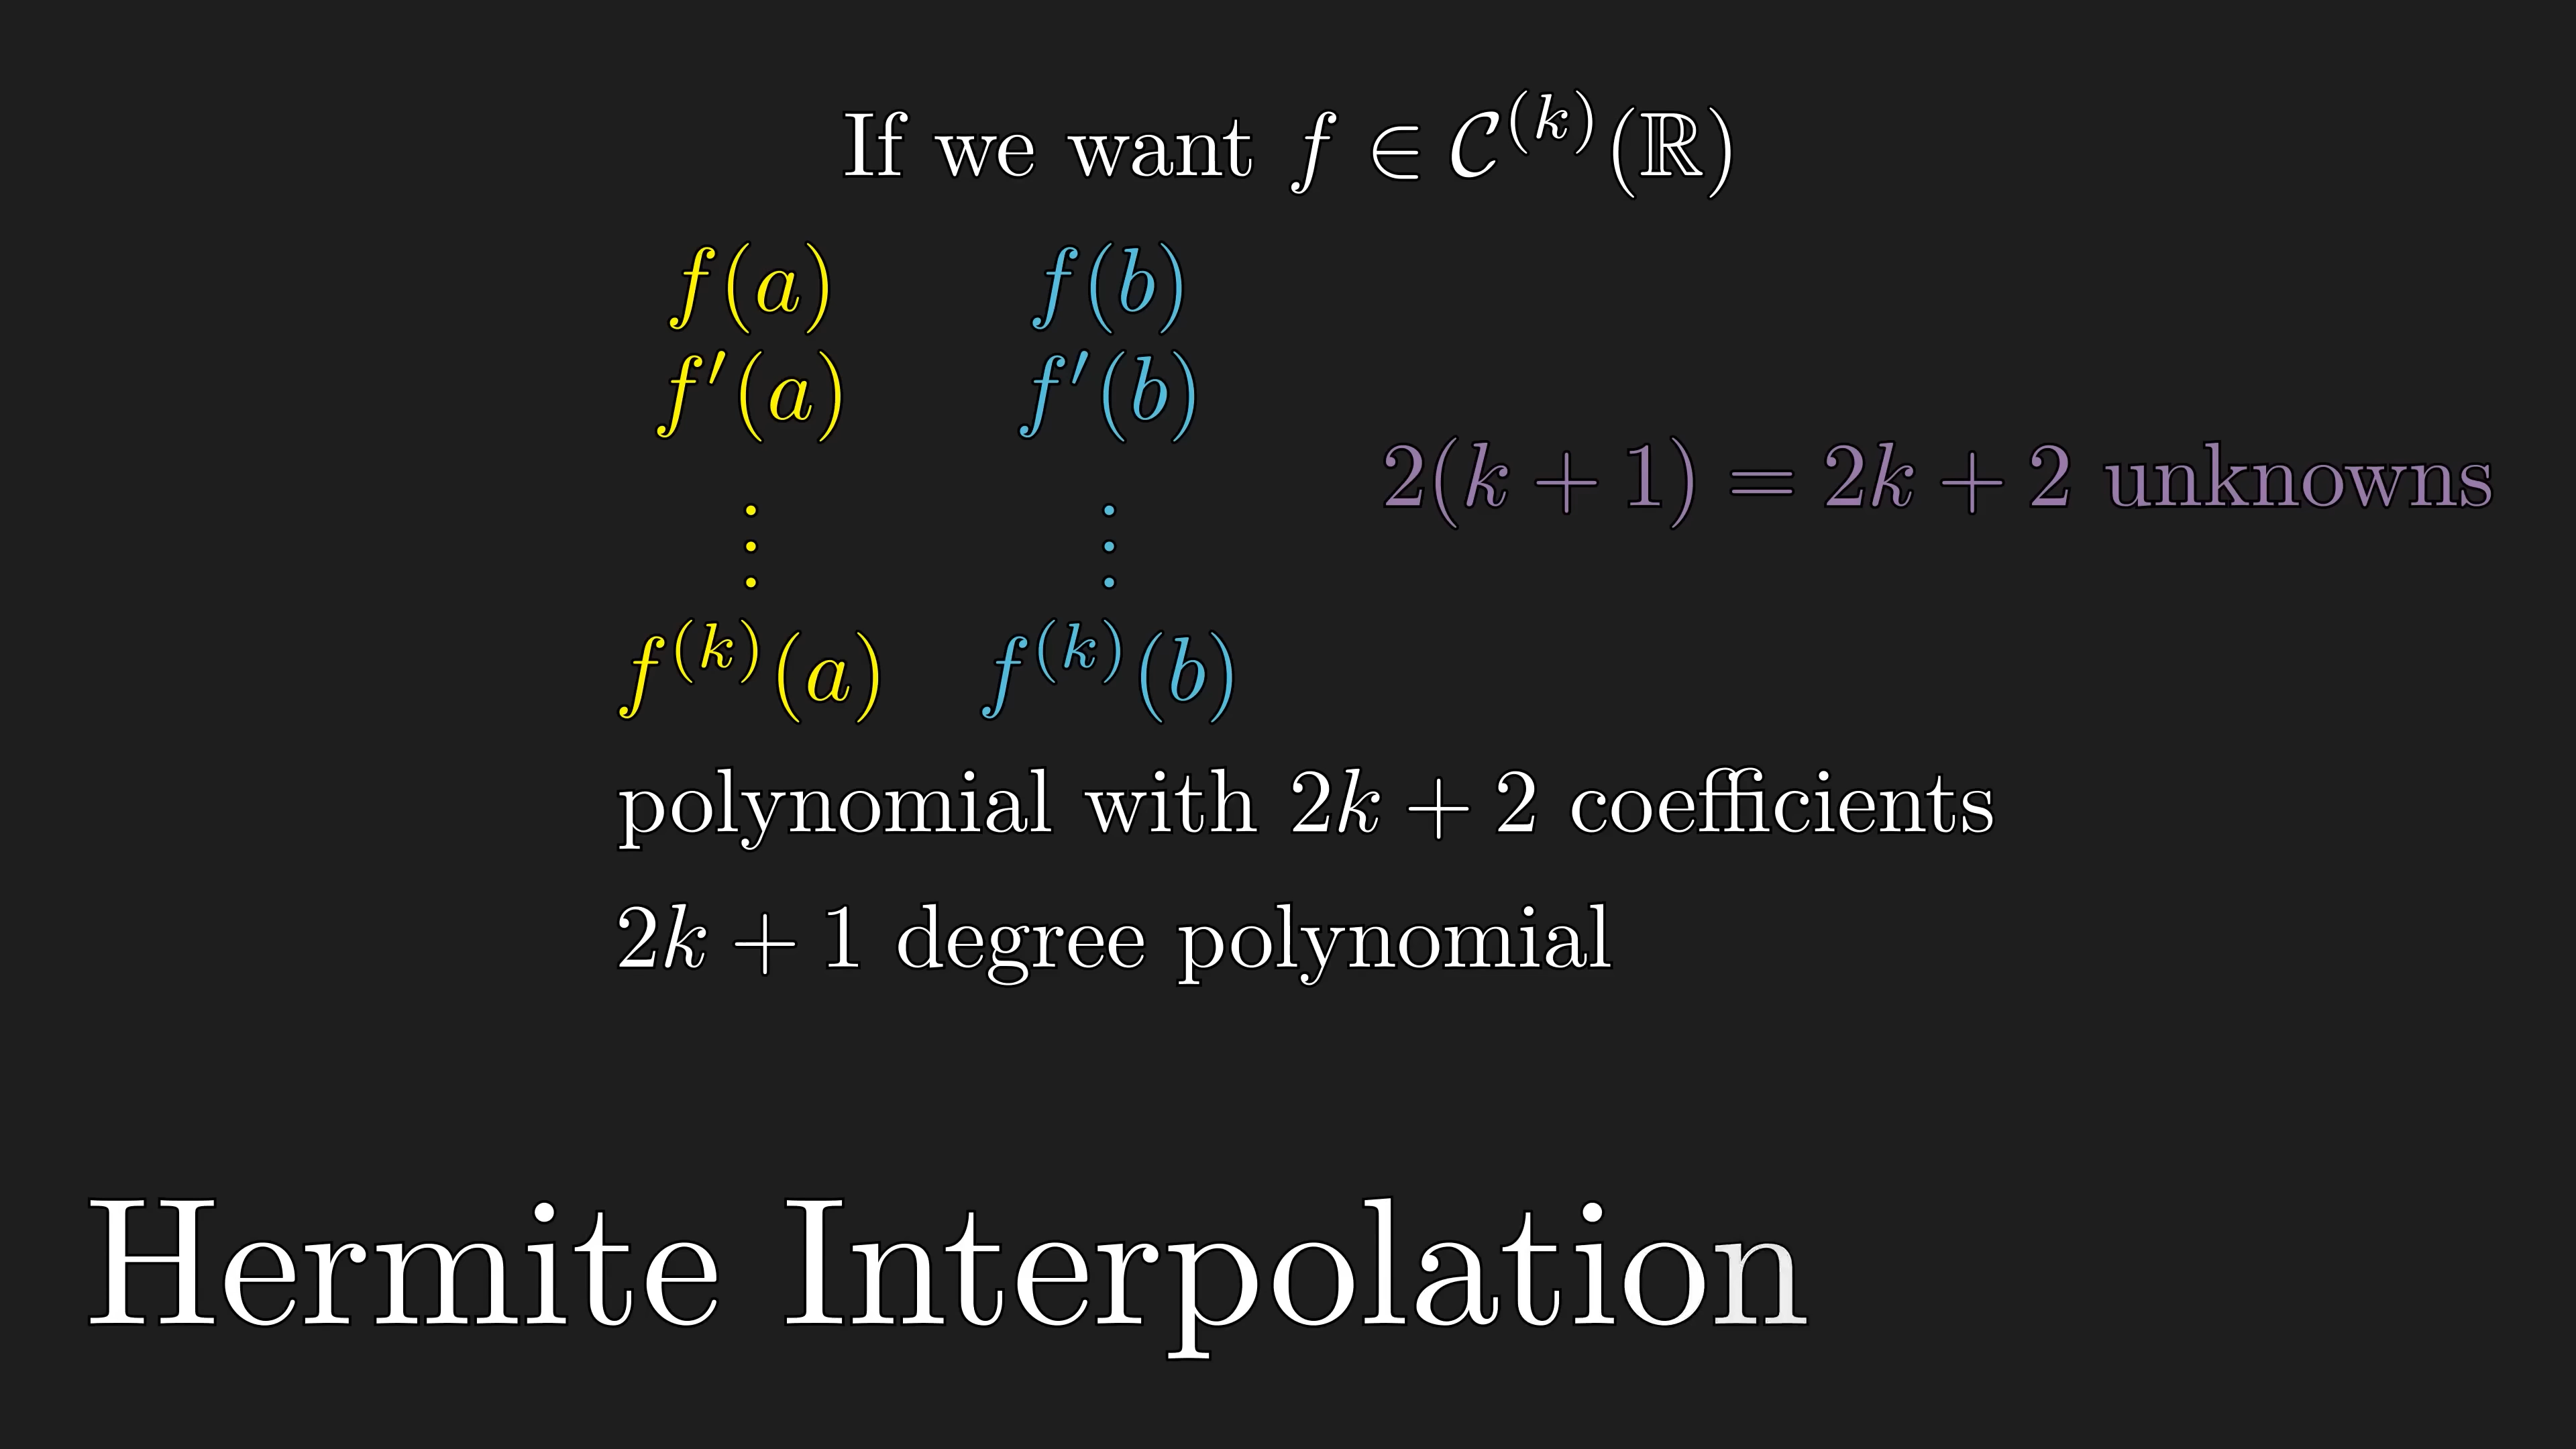 If we want f ∈ 𝒞^(k)(ℝ)
f(a) f(b)
f′(a) f′(b)
2(k + 1) = 2k + 2 unknowns
⋮ ⋮
f^(k)(a) f^(k)(b)
polynomial with 2k + 2 coefficients
2k + 1 degree polynomial
Hermite Interpolation